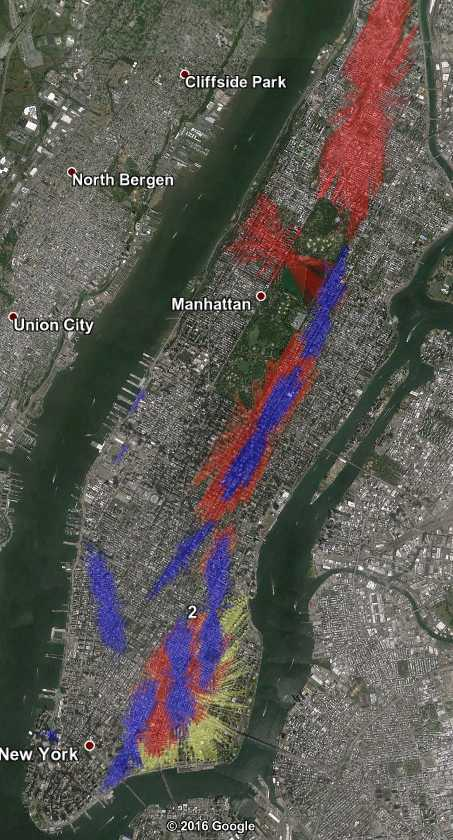 Cliffside Park
North Bergen
Manhattan
Union City
2
New York
© 2016 Google